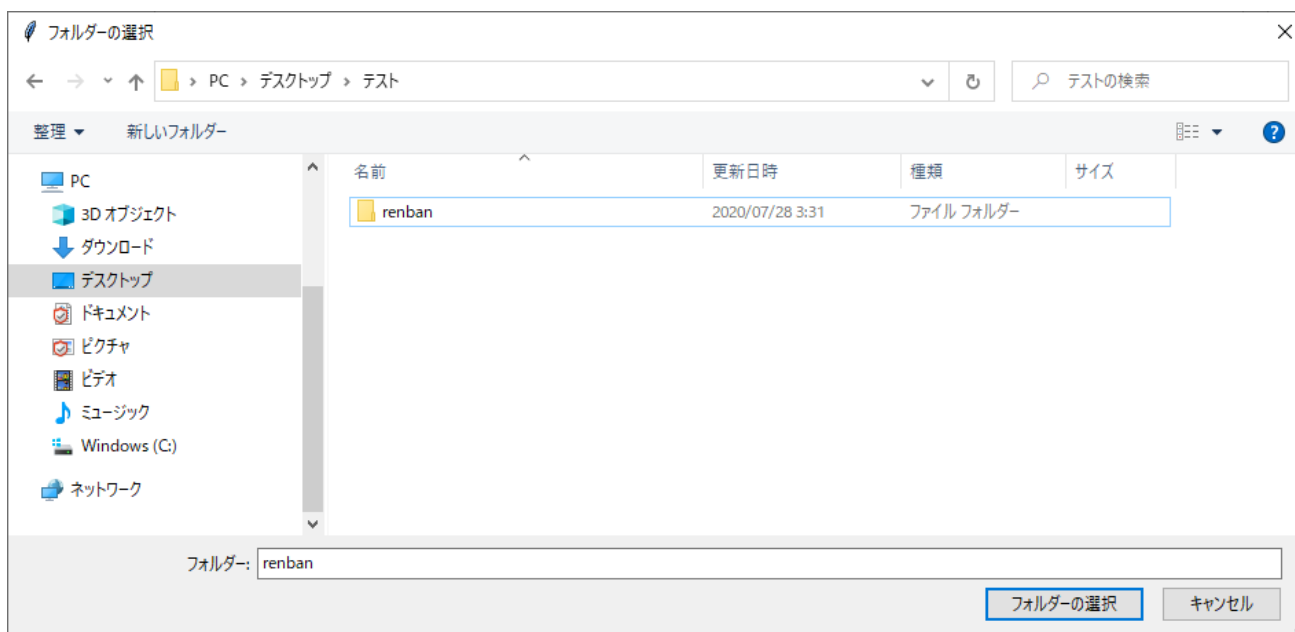 フォルダーの選択
PC › デスクトップ › テスト
テストの検索
整理 新しいフォルダー
名前 更新日時 種類 サイズ
renban 2020/07/28 3:31 ファイル フォルダー
PC
3D オブジェクト
ダウンロード
デスクトップ
ドキュメント
ピクチャ
ビデオ
ミュージック
Windows (C:)
ネットワーク
フォルダー: renban
フォルダーの選択 キャンセル